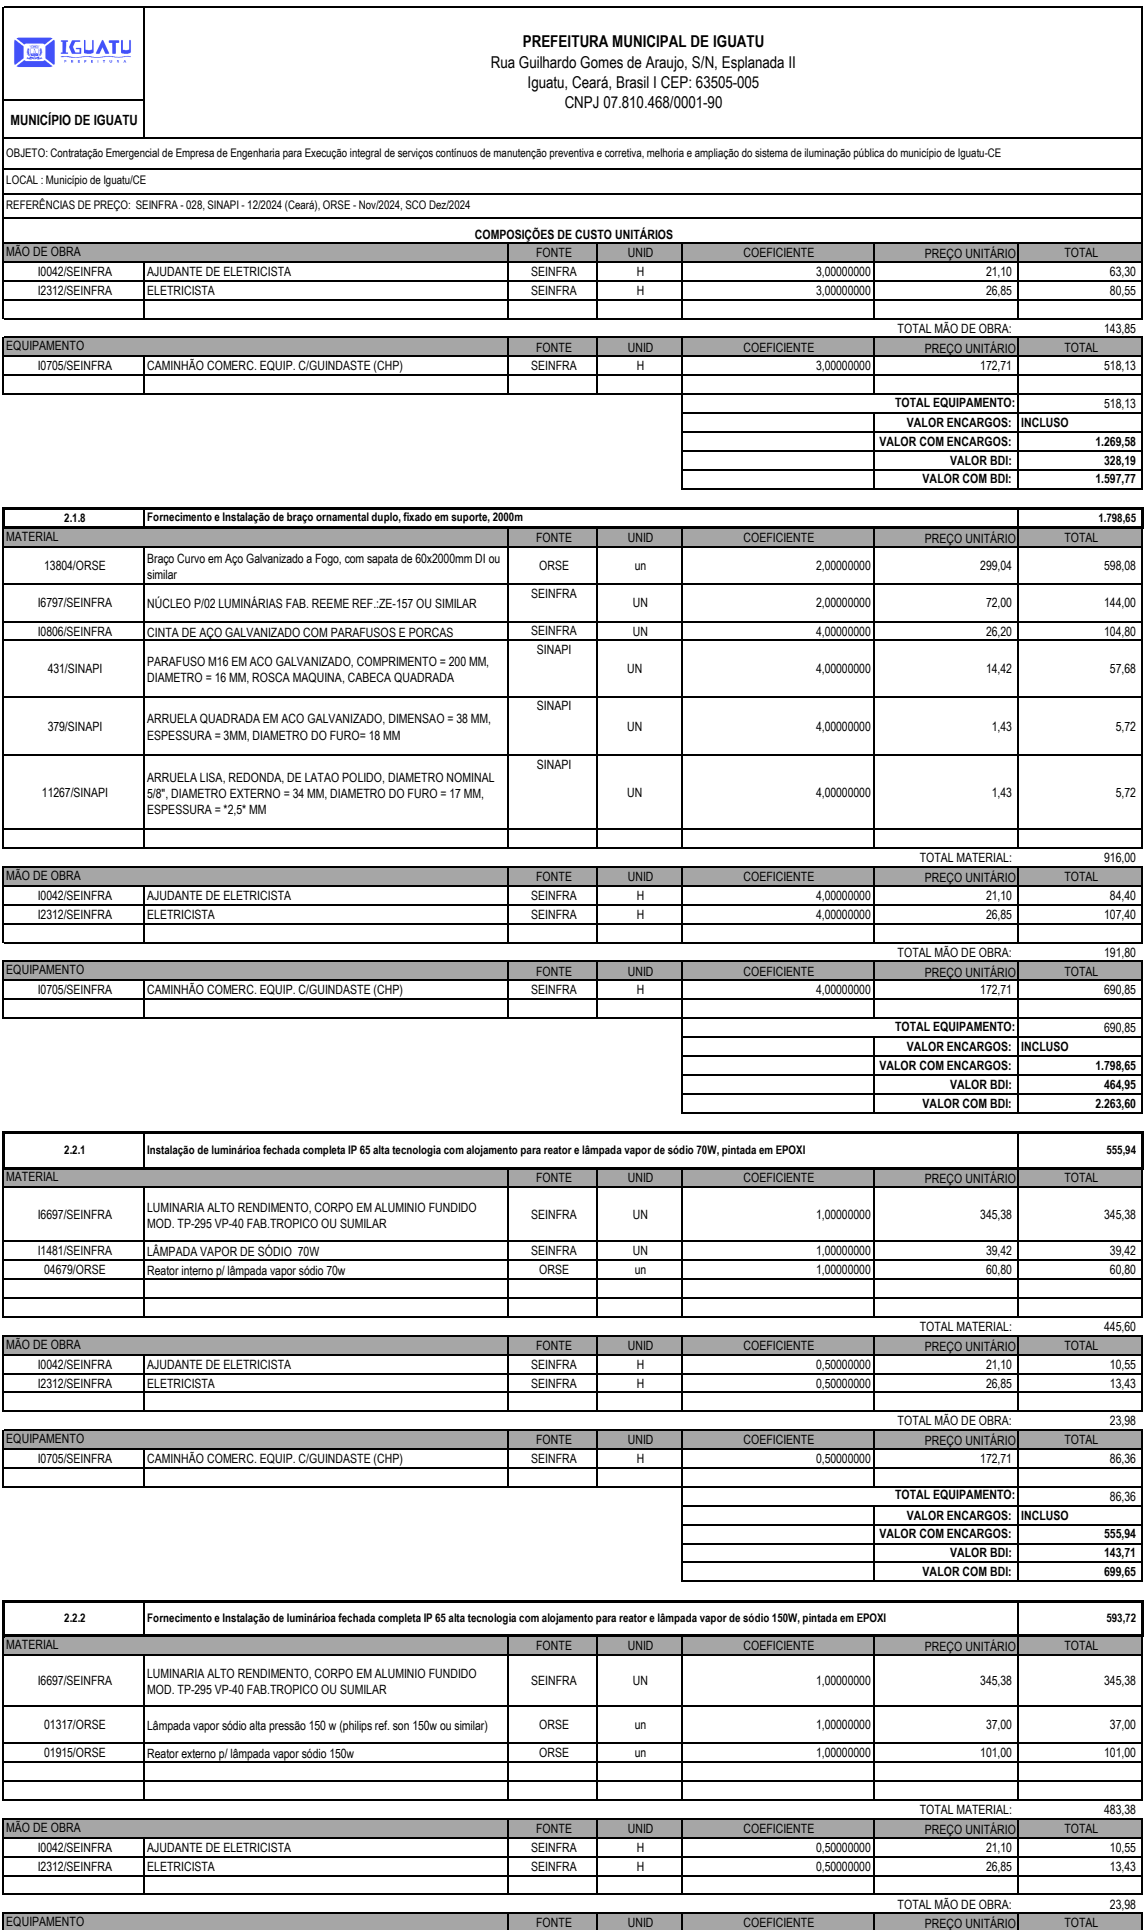 IGUATU
PREFEITURA
MUNICÍPIO DE IGUATU
PREFEITURA MUNICIPAL DE IGUATU
Rua Guilhardo Gomes de Araujo, S/N, Esplanada II
Iguatu, Ceará, Brasil I CEP: 63505-005
CNPJ 07.810.468/0001-90
OBJETO: Contratação Emergencial de Empresa de Engenharia para Execução integral de serviços contínuos de manutenção preventiva e corretiva, melhoria e ampliação do sistema de iluminação pública do município de Iguatu-CE
LOCAL : Município de Iguatu/CE
REFERÊNCIAS DE PREÇO: SEINFRA - 028, SINAPI - 12/2024 (Ceará), ORSE - Nov/2024, SCO Dez/2024
COMPOSIÇÕES DE CUSTO UNITÁRIOS
MÃO DE OBRA FONTE UNID COEFICIENTE PREÇO UNITÁRIO TOTAL
I0042/SEINFRA AJUDANTE DE ELETRICISTA SEINFRA H 3,00000000 21,10 63,30
I2312/SEINFRA ELETRICISTA SEINFRA H 3,00000000 26,85 80,55
TOTAL MÃO DE OBRA: 143,85
EQUIPAMENTO FONTE UNID COEFICIENTE PREÇO UNITÁRIO TOTAL
I0705/SEINFRA CAMINHÃO COMERC. EQUIP. C/GUINDASTE (CHP) SEINFRA H 3,00000000 172,71 518,13
TOTAL EQUIPAMENTO: 518,13
VALOR ENCARGOS: INCLUSO
VALOR COM ENCARGOS: 1.269,58
VALOR BDI: 328,19
VALOR COM BDI: 1.597,77
2.1.8 Fornecimento e Instalação de braço ornamental duplo, fixado em suporte, 2000m 1.798,65
MATERIAL FONTE UNID COEFICIENTE PREÇO UNITÁRIO TOTAL
13804/ORSE Braço Curvo em Aço Galvanizado a Fogo, com sapata de 60x2000mm DI ou
similar ORSE un 2,00000000 299,04 598,08
I6797/SEINFRA NÚCLEO P/02 LUMINÁRIAS FAB. REEME REF.:ZE-157 OU SIMILAR SEINFRA UN 2,00000000 72,00 144,00
I0806/SEINFRA CINTA DE AÇO GALVANIZADO COM PARAFUSOS E PORCAS SEINFRA UN 4,00000000 26,20 104,80
431/SINAPI PARAFUSO M16 EM ACO GALVANIZADO, COMPRIMENTO = 200 MM,
DIAMETRO = 16 MM, ROSCA MAQUINA, CABECA QUADRADA SINAPI UN 4,00000000 14,42 57,68
379/SINAPI ARRUELA QUADRADA EM ACO GALVANIZADO, DIMENSAO = 38 MM,
ESPESSURA = 3MM, DIAMETRO DO FURO= 18 MM SINAPI UN 4,00000000 1,43 5,72
11267/SINAPI ARRUELA LISA, REDONDA, DE LATAO POLIDO, DIAMETRO NOMINAL
5/8", DIAMETRO EXTERNO = 34 MM, DIAMETRO DO FURO = 17 MM,
ESPESSURA = *2,5* MM SINAPI UN 4,00000000 1,43 5,72
TOTAL MATERIAL: 916,00
MÃO DE OBRA FONTE UNID COEFICIENTE PREÇO UNITÁRIO TOTAL
I0042/SEINFRA AJUDANTE DE ELETRICISTA SEINFRA H 4,00000000 21,10 84,40
I2312/SEINFRA ELETRICISTA SEINFRA H 4,00000000 26,85 107,40
TOTAL MÃO DE OBRA: 191,80
EQUIPAMENTO FONTE UNID COEFICIENTE PREÇO UNITÁRIO TOTAL
I0705/SEINFRA CAMINHÃO COMERC. EQUIP. C/GUINDASTE (CHP) SEINFRA H 4,00000000 172,71 690,85
TOTAL EQUIPAMENTO: 690,85
VALOR ENCARGOS: INCLUSO
VALOR COM ENCARGOS: 1.798,65
VALOR BDI: 464,95
VALOR COM BDI: 2.263,60
2.2.1 Instalação de luminárioa fechada completa IP 65 alta tecnologia com alojamento para reator e lâmpada vapor de sódio 70W, pintada em EPOXI 555,94
MATERIAL FONTE UNID COEFICIENTE PREÇO UNITÁRIO TOTAL
I6697/SEINFRA LUMINARIA ALTO RENDIMENTO, CORPO EM ALUMINIO FUNDIDO
MOD. TP-295 VP-40 FAB.TROPICO OU SUMILAR SEINFRA UN 1,00000000 345,38 345,38
I1481/SEINFRA LÂMPADA VAPOR DE SÓDIO 70W SEINFRA UN 1,00000000 39,42 39,42
04679/ORSE Reator interno p/ lâmpada vapor sódio 70w ORSE un 1,00000000 60,80 60,80
TOTAL MATERIAL: 445,60
MÃO DE OBRA FONTE UNID COEFICIENTE PREÇO UNITÁRIO TOTAL
I0042/SEINFRA AJUDANTE DE ELETRICISTA SEINFRA H 0,50000000 21,10 10,55
I2312/SEINFRA ELETRICISTA SEINFRA H 0,50000000 26,85 13,43
TOTAL MÃO DE OBRA: 23,98
EQUIPAMENTO FONTE UNID COEFICIENTE PREÇO UNITÁRIO TOTAL
I0705/SEINFRA CAMINHÃO COMERC. EQUIP. C/GUINDASTE (CHP) SEINFRA H 0,50000000 172,71 86,36
TOTAL EQUIPAMENTO: 86,36
VALOR ENCARGOS: INCLUSO
VALOR COM ENCARGOS: 555,94
VALOR BDI: 143,71
VALOR COM BDI: 699,65
2.2.2 Fornecimento e Instalação de luminárioa fechada completa IP 65 alta tecnologia com alojamento para reator e lâmpada vapor de sódio 150W, pintada em EPOXI 593,72
MATERIAL FONTE UNID COEFICIENTE PREÇO UNITÁRIO TOTAL
I6697/SEINFRA LUMINARIA ALTO RENDIMENTO, CORPO EM ALUMINIO FUNDIDO
MOD. TP-295 VP-40 FAB.TROPICO OU SUMILAR SEINFRA UN 1,00000000 345,38 345,38
01317/ORSE Lâmpada vapor sódio alta pressão 150 w (philips ref. son 150w ou similar) ORSE un 1,00000000 37,00 37,00
01915/ORSE Reator externo p/ lâmpada vapor sódio 150w ORSE un 1,00000000 101,00 101,00
TOTAL MATERIAL: 483,38
MÃO DE OBRA FONTE UNID COEFICIENTE PREÇO UNITÁRIO TOTAL
I0042/SEINFRA AJUDANTE DE ELETRICISTA SEINFRA H 0,50000000 21,10 10,55
I2312/SEINFRA ELETRICISTA SEINFRA H 0,50000000 26,85 13,43
TOTAL MÃO DE OBRA: 23,98
EQUIPAMENTO FONTE UNID COEFICIENTE PREÇO UNITÁRIO TOTAL